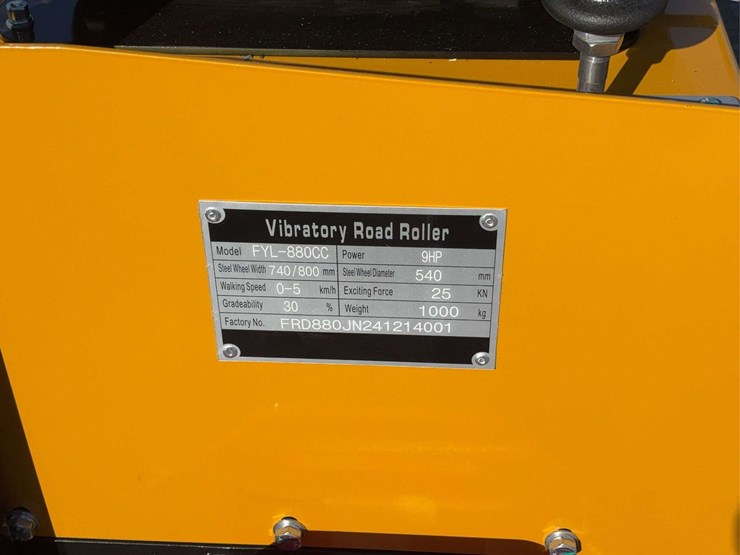 Vibratory Road Roller
Model FYL-880CC Power 9HP
Steel Wheel Width 740/800 mm Steel Wheel Diameter 540 mm
Walking Speed 0-5 km/h Exciting Force 25 KN
Gradeability 30 % Weight 1000 kg
Factory No. FRD880JN241214001